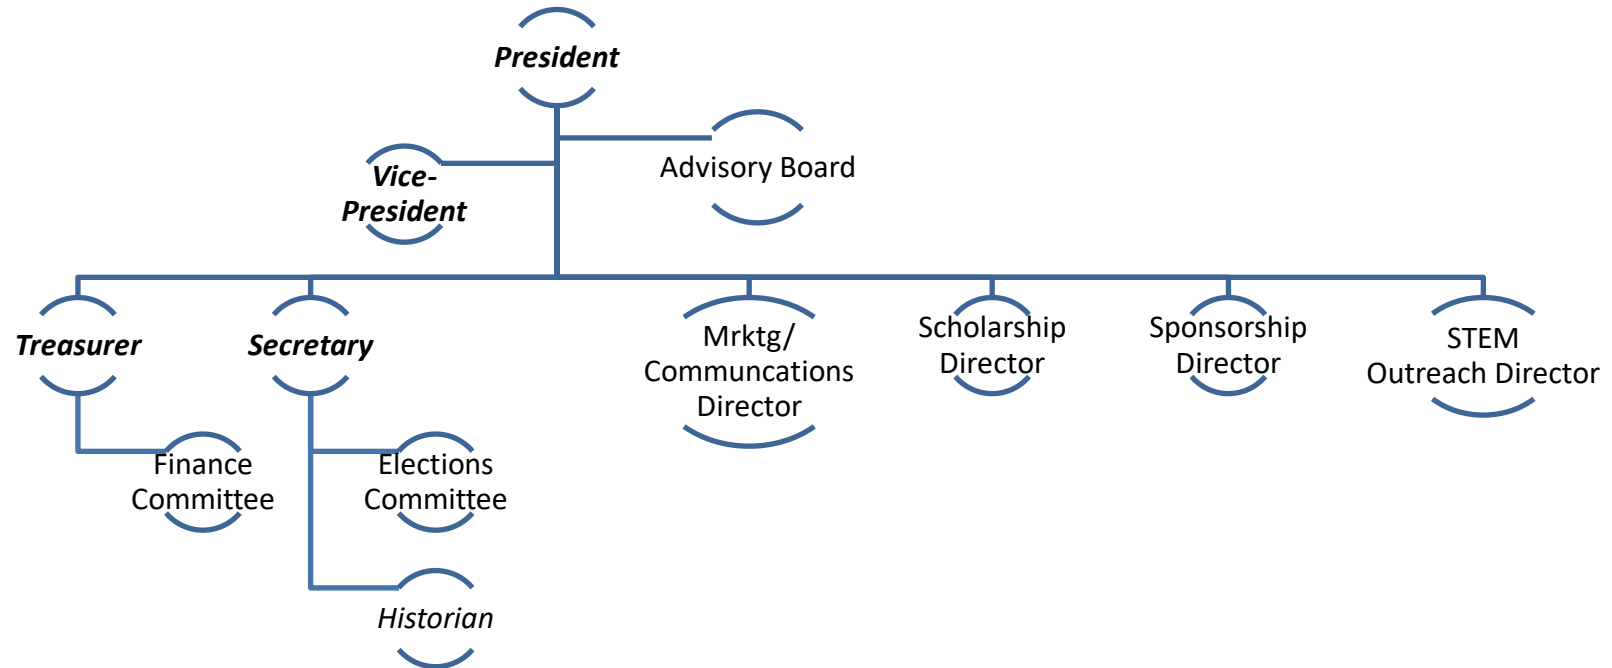 President
Advisory Board
Vice-
President
Treasurer
Secretary
Mrktg/
Communcations
Director
Scholarship
Director
Sponsorship
Director
STEM
Outreach Director
Finance
Committee
Elections
Committee
Historian